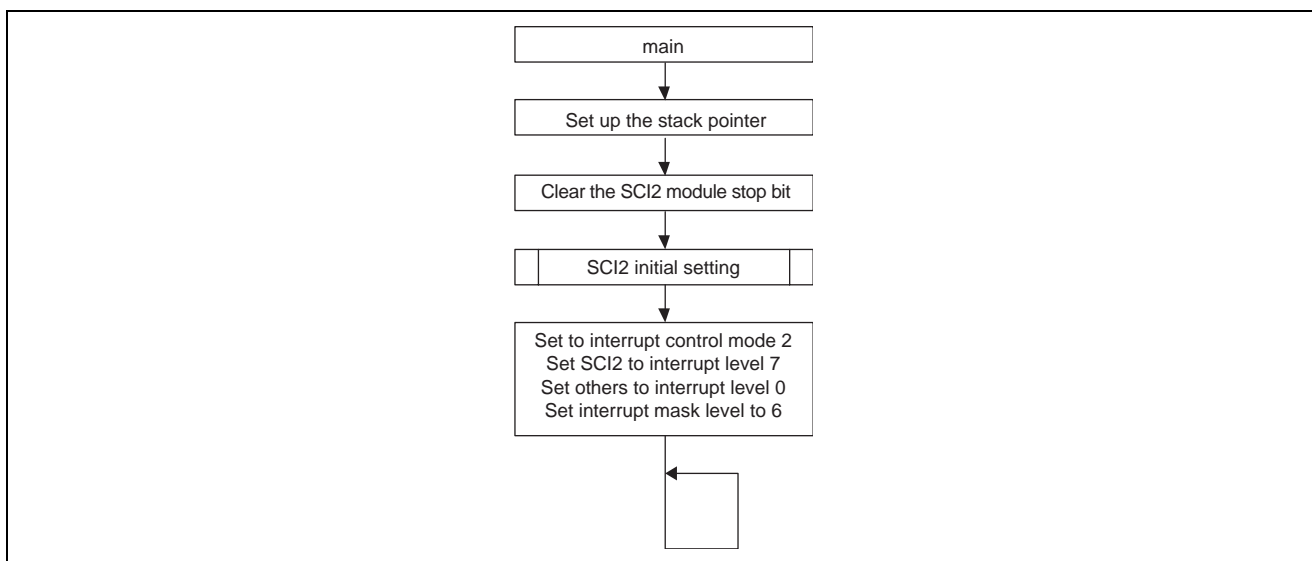 main
Set up the stack pointer
Clear the SCI2 module stop bit
SCI2 initial setting
Set to interrupt control mode 2
Set SCI2 to interrupt level 7
Set others to interrupt level 0
Set interrupt mask level to 6